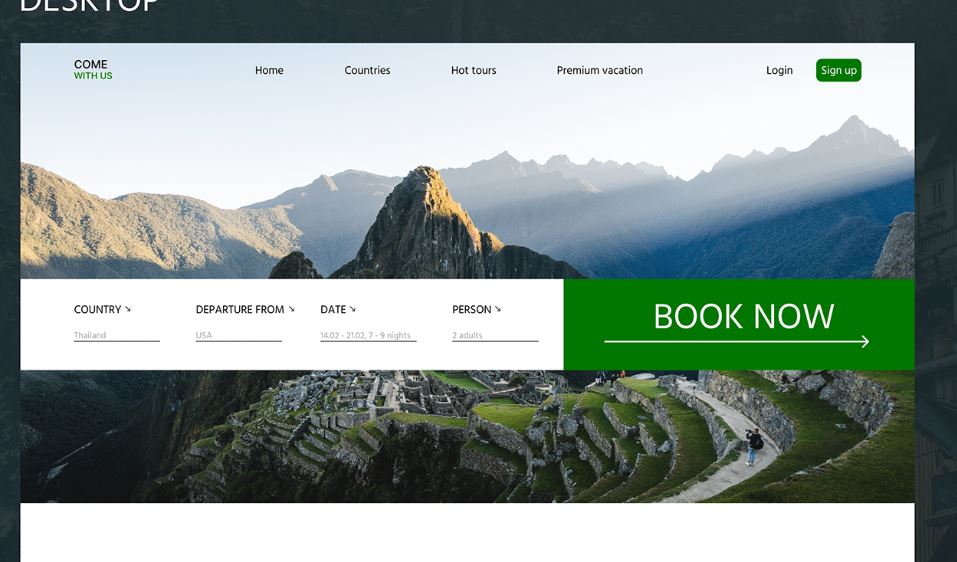 DESKTOP
COME
WITH US
Home Countries Hot tours Premium vacation Login Sign up
COUNTRY ↘ DEPARTURE FROM ↘ DATE ↘ PERSON ↘
Thailand USA 14.02 - 21.02, 7 - 9 nights 2 adults
BOOK NOW